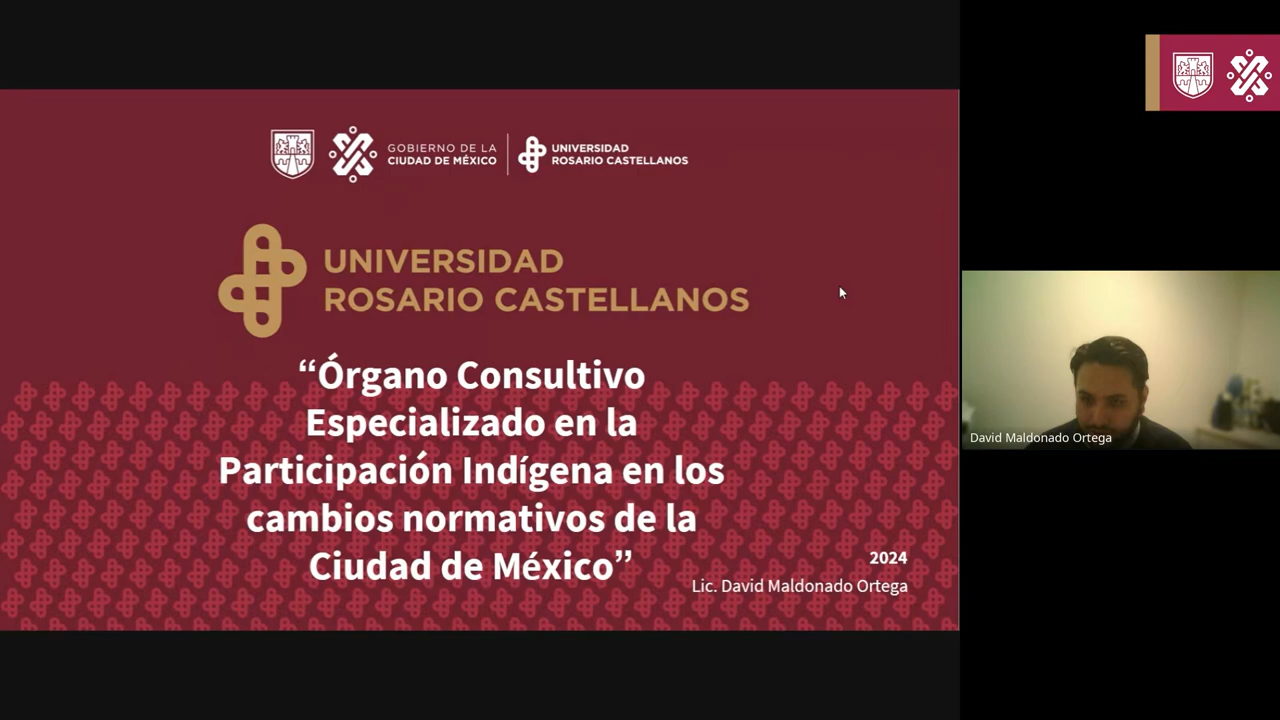 GOBIERNO DE LA
CIUDAD DE MÉXICO
UNIVERSIDAD
ROSARIO CASTELLANOS
UNIVERSIDAD
ROSARIO CASTELLANOS
“Órgano Consultivo
Especializado en la
Participación Indígena en los
cambios normativos de la
Ciudad de México”
2024
Lic. David Maldonado Ortega
David Maldonado Ortega